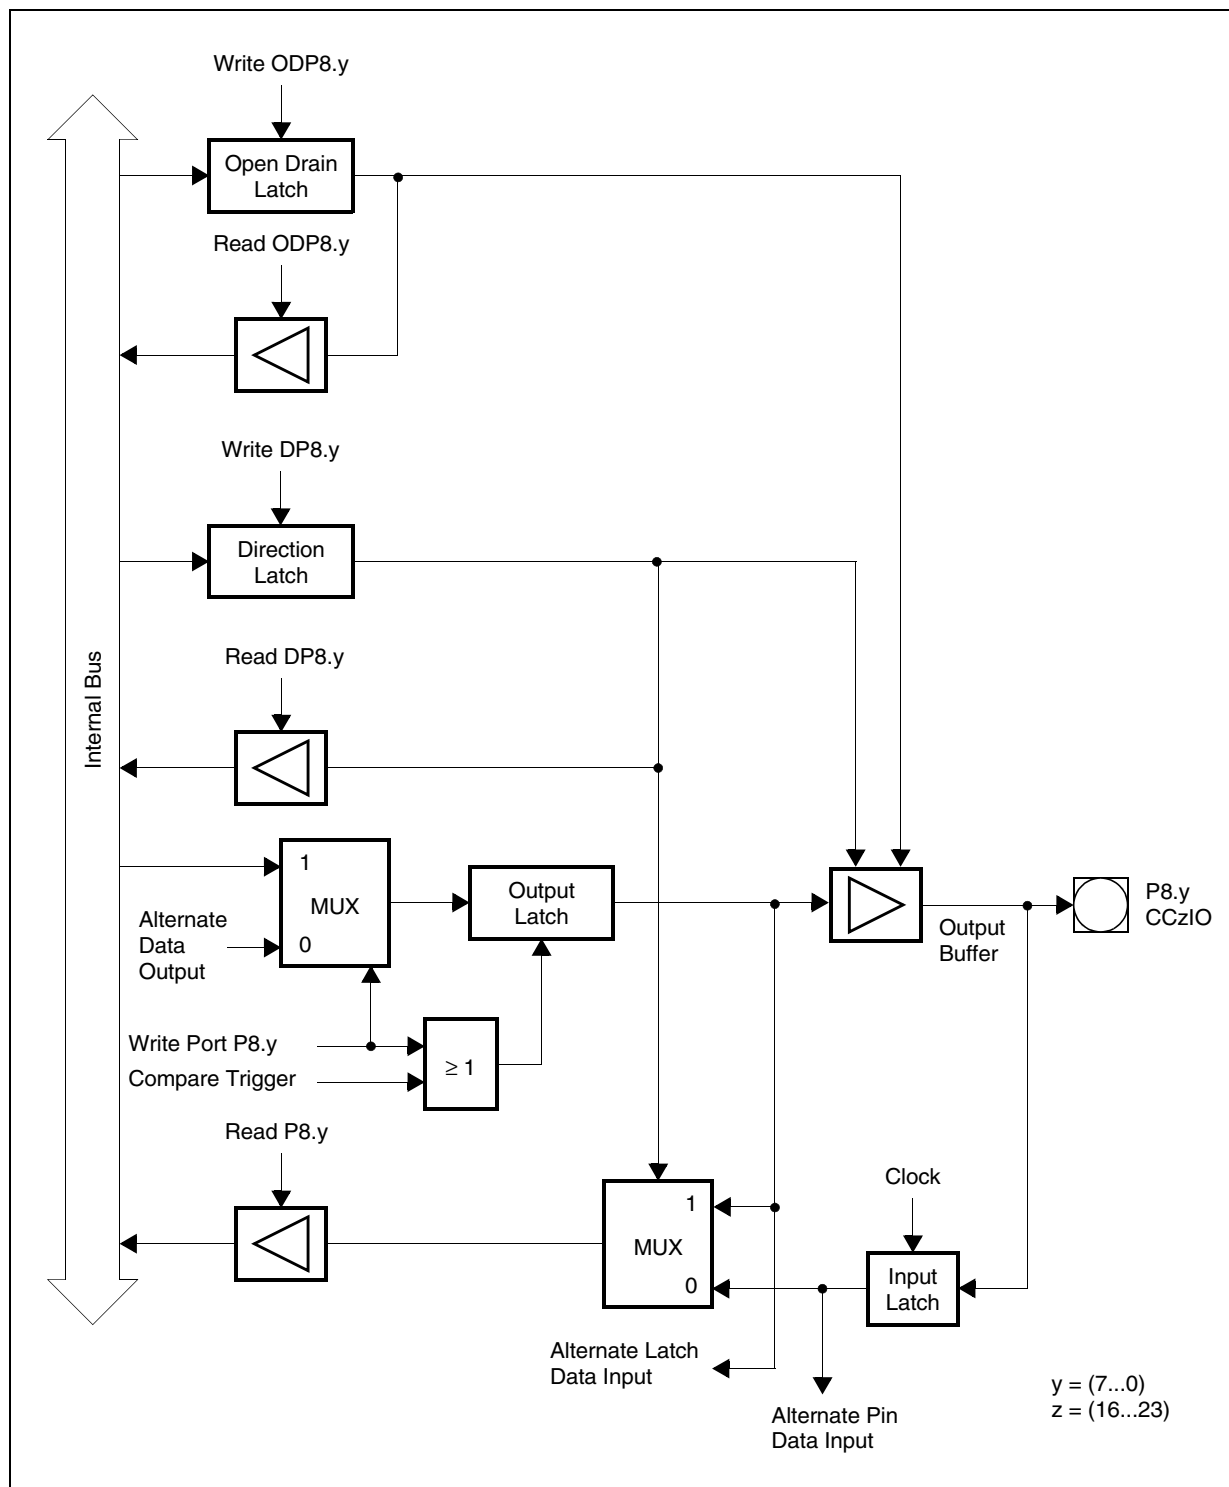 Write ODP8.y
Open Drain
Latch
Read ODP8.y
Write DP8.y
Direction
Latch
Read DP8.y
Internal Bus
1
MUX
0
Alternate
Data
Output
Output
Latch
Output
Buffer
P8.y
CCzIO
Write Port P8.y
Compare Trigger
≥ 1
Read P8.y
1
MUX
0
Clock
Input
Latch
Alternate Latch
Data Input
Alternate Pin
Data Input
y = (7...0)
z = (16...23)